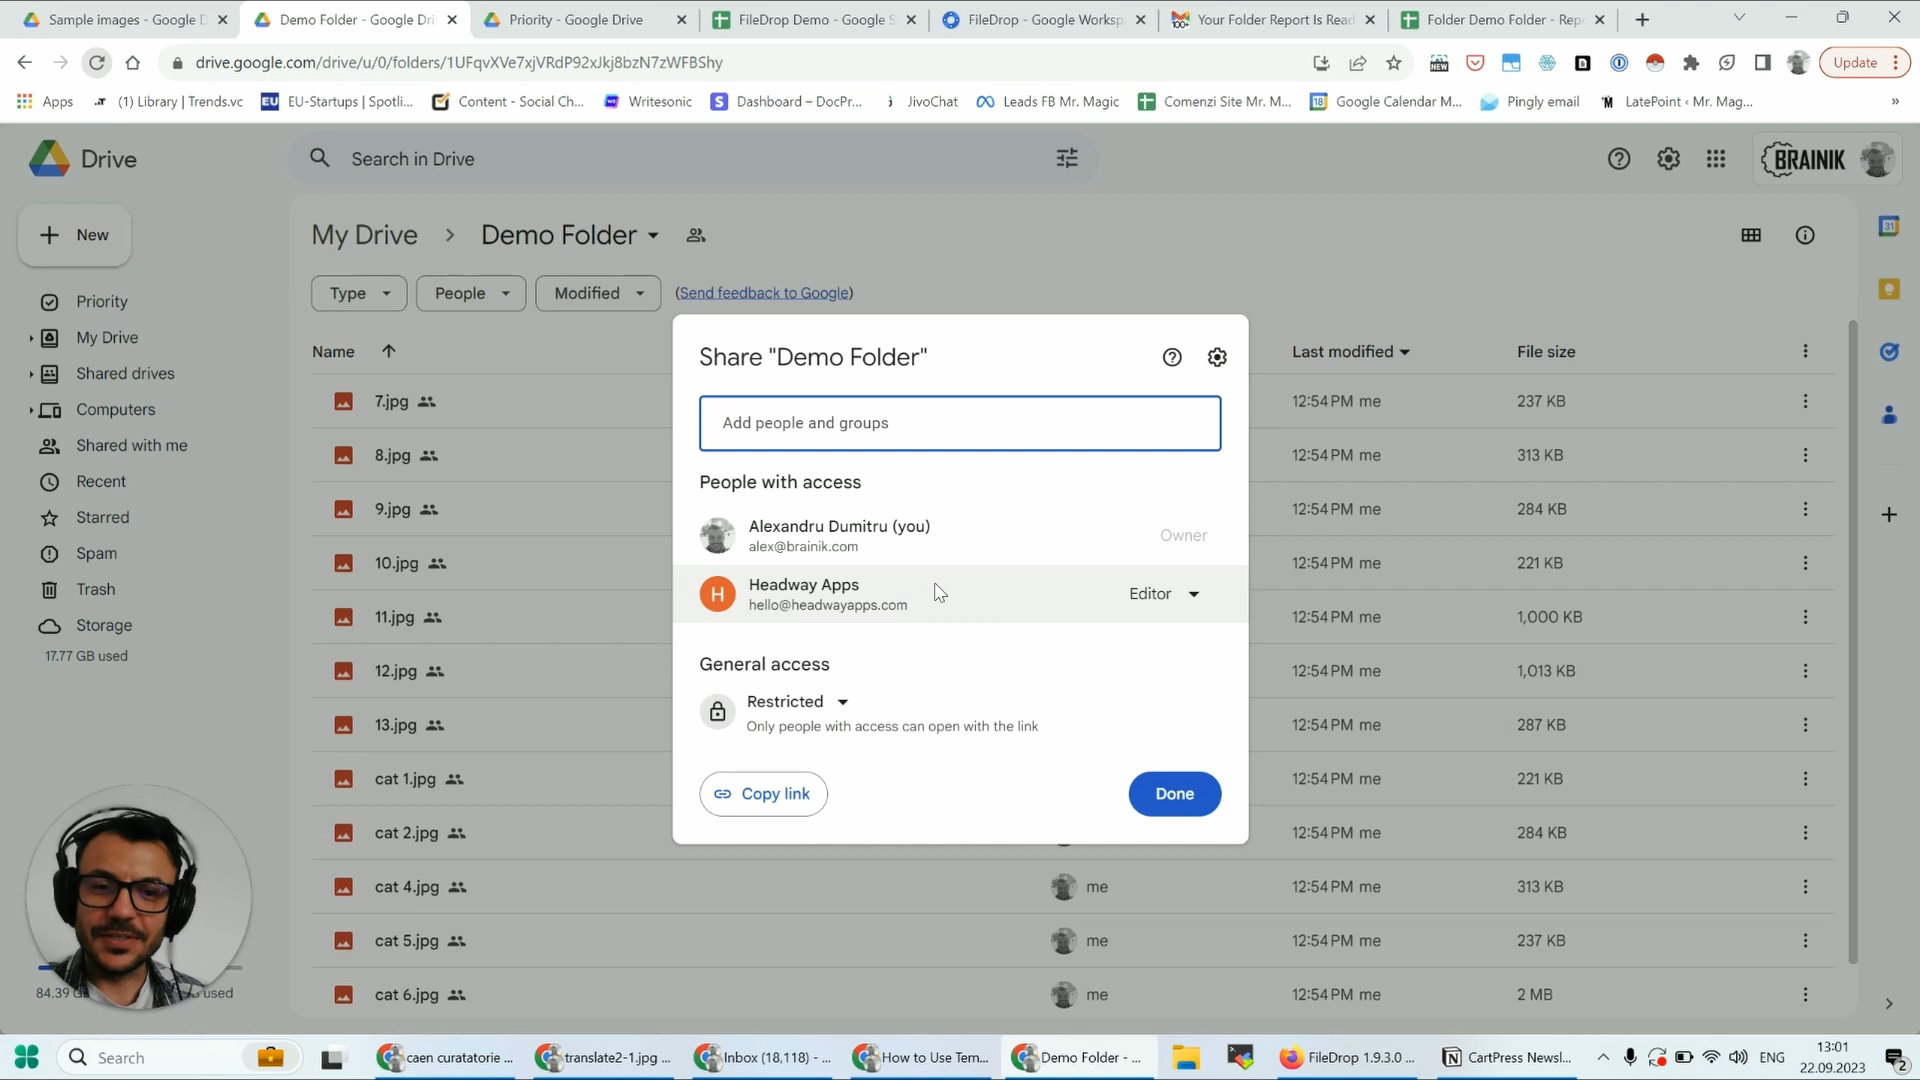 Sample images - Google D
Demo Folder - Google Dri
Priority - Google Drive
FileDrop Demo - Google S
FileDrop - Google Worksp
Your Folder Report Is Read
Folder Demo Folder - Rep
drive.google.com/drive/u/0/folders/1UFqvXVe7xjVRdP92xJkj8bzN7zWFBShy
Update
Apps
(1) Library | Trends.vc
EU-Startups | Spotli...
Content - Social Ch...
Writesonic
Dashboard – DocPr...
JivoChat
Leads FB Mr. Magic
Comenzi Site Mr. M...
Google Calendar M...
Pingly email
LatePoint ‹ Mr. Mag...
»
Drive
Search in Drive
BRAINIK
New
My Drive
Demo Folder
Type
People
Modified
(Send feedback to Google)
Priority
My Drive
Shared drives
Computers
Shared with me
Recent
Starred
Spam
Trash
Storage
17.77 GB used
Name
Last modified
File size
7.jpg
12:54 PM me
237 KB
8.jpg
12:54 PM me
313 KB
9.jpg
12:54 PM me
284 KB
10.jpg
12:54 PM me
221 KB
11.jpg
12:54 PM me
1,000 KB
12.jpg
12:54 PM me
1,013 KB
13.jpg
12:54 PM me
287 KB
cat 1.jpg
12:54 PM me
221 KB
cat 2.jpg
12:54 PM me
284 KB
cat 4.jpg
me
12:54 PM me
313 KB
cat 5.jpg
me
12:54 PM me
237 KB
cat 6.jpg
me
12:54 PM me
2 MB
Share "Demo Folder"
Add people and groups
People with access
Alexandru Dumitru (you)
alex@brainik.com
Owner
H
Headway Apps
hello@headwayapps.com
Editor
General access
Restricted
Only people with access can open with the link
Copy link
Done
84.39 G
used
Search
caen curatatorie ...
translate2-1.jpg ...
Inbox (18,118) - ...
How to Use Tem...
Demo Folder - ...
FileDrop 1.9.3.0 ...
CartPress Newsl...
ENG
13:01
22.09.2023
2